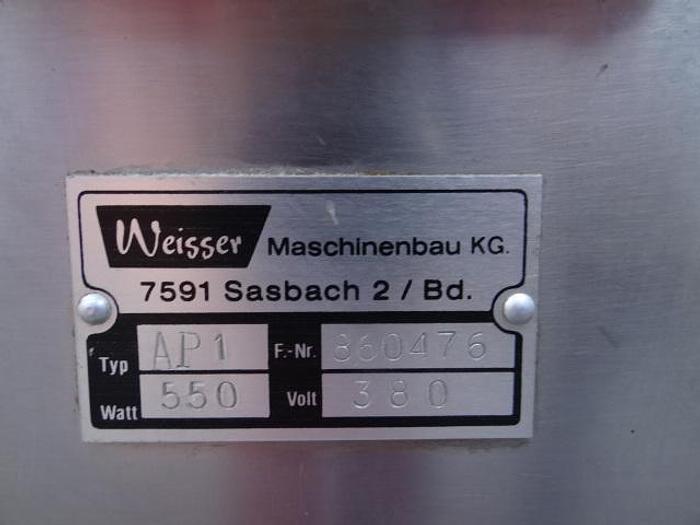 Weisser Maschinenbau KG.
7591 Sasbach 2 / Bd.
Typ AP1 F.-Nr. 860476
Watt 550 Volt 380